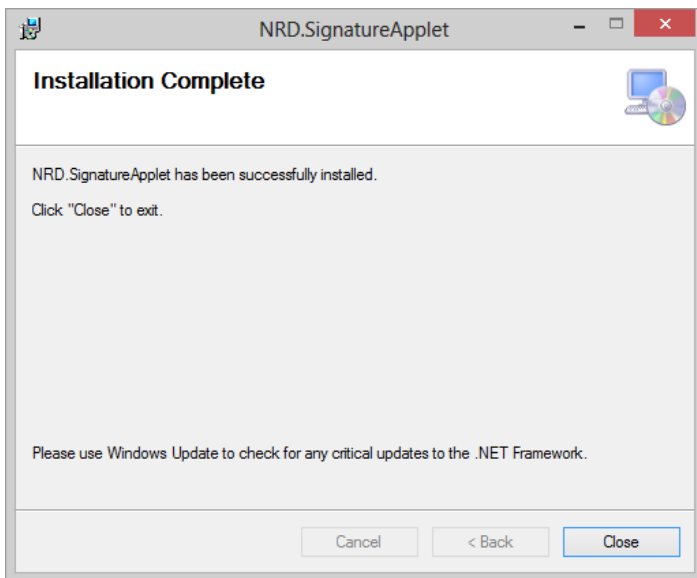 NRD.SignatureApplet
Installation Complete
NRD.SignatureApplet has been successfully installed.
Click "Close" to exit.
Please use Windows Update to check for any critical updates to the .NET Framework.
Cancel
< Back
Close